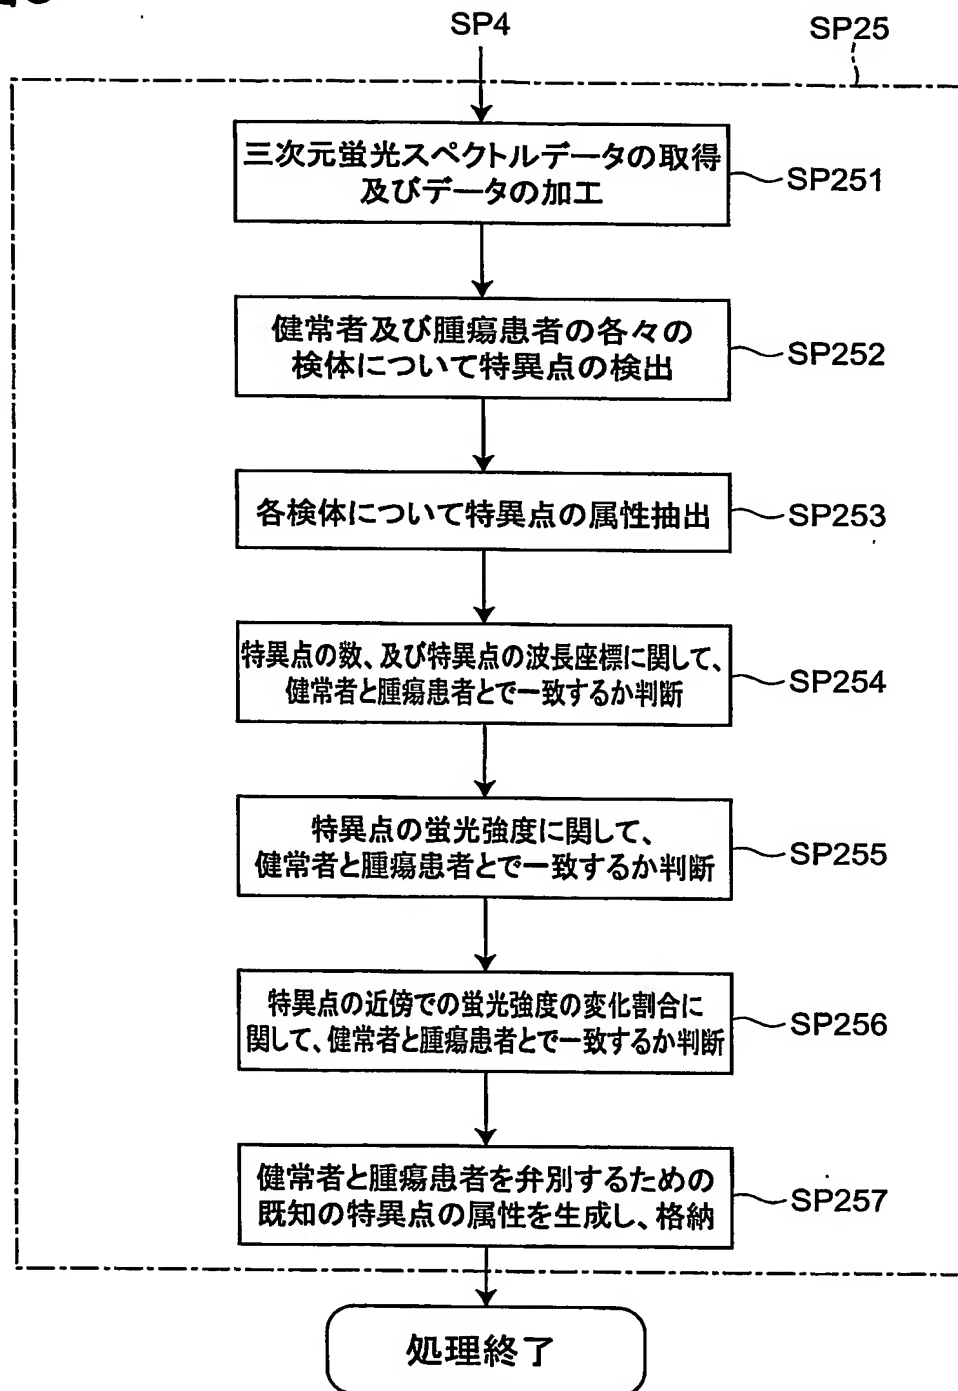 SP4
SP25
三次元蛍光スペクトルデータの取得
及びデータの加工
SP251
健常者及び腫瘍患者の各々の
検体について特異点の検出
SP252
各検体について特異点の属性抽出
SP253
特異点の数、及び特異点の波長座標に関して、
健常者と腫瘍患者とで一致するか判断
SP254
特異点の蛍光強度に関して、
健常者と腫瘍患者とで一致するか判断
SP255
特異点の近傍での蛍光強度の変化割合に
関して、健常者と腫瘍患者とで一致するか判断
SP256
健常者と腫瘍患者を弁別するための
既知の特異点の属性を生成し、格納
SP257
処理終了